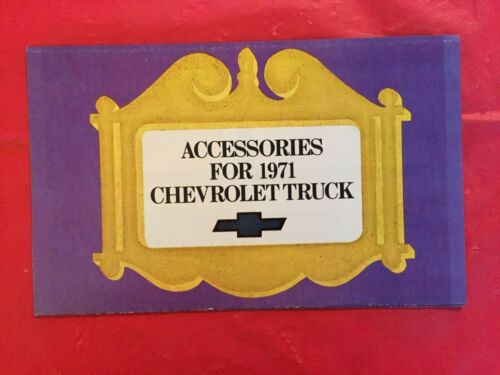 ACCESSORIES
FOR 1971
CHEVROLET TRUCK